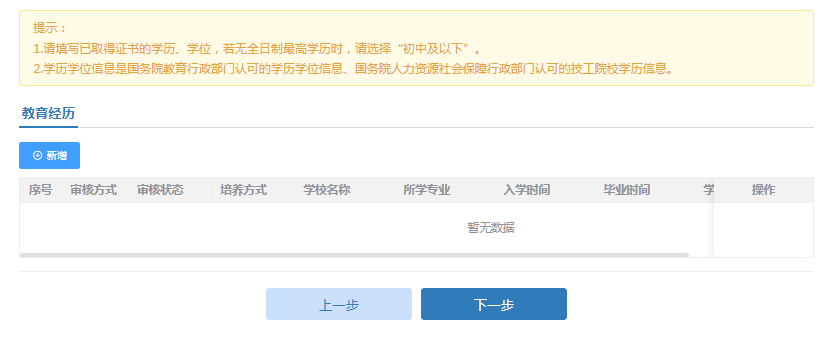 提示：
1.请填写已取得证书的学历、学位，若无全日制最高学历时，请选择“初中及以下”。
2.学历学位信息是国务院教育行政部门认可的学历学位信息、国务院人力资源社会保障行政部门认可的技工院校学历信息。
教育经历
新增
序号 审核方式 审核状态 培养方式 学校名称 所学专业 入学时间 毕业时间 学 操作
暂无数据
上一步 下一步